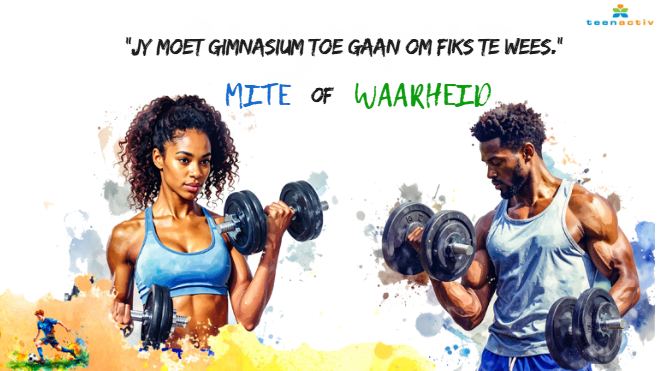 teenactiv
"JY MOET GIMNASIUM TOE GAAN OM FIKS TE WEES."
MITE OF WAARHEID